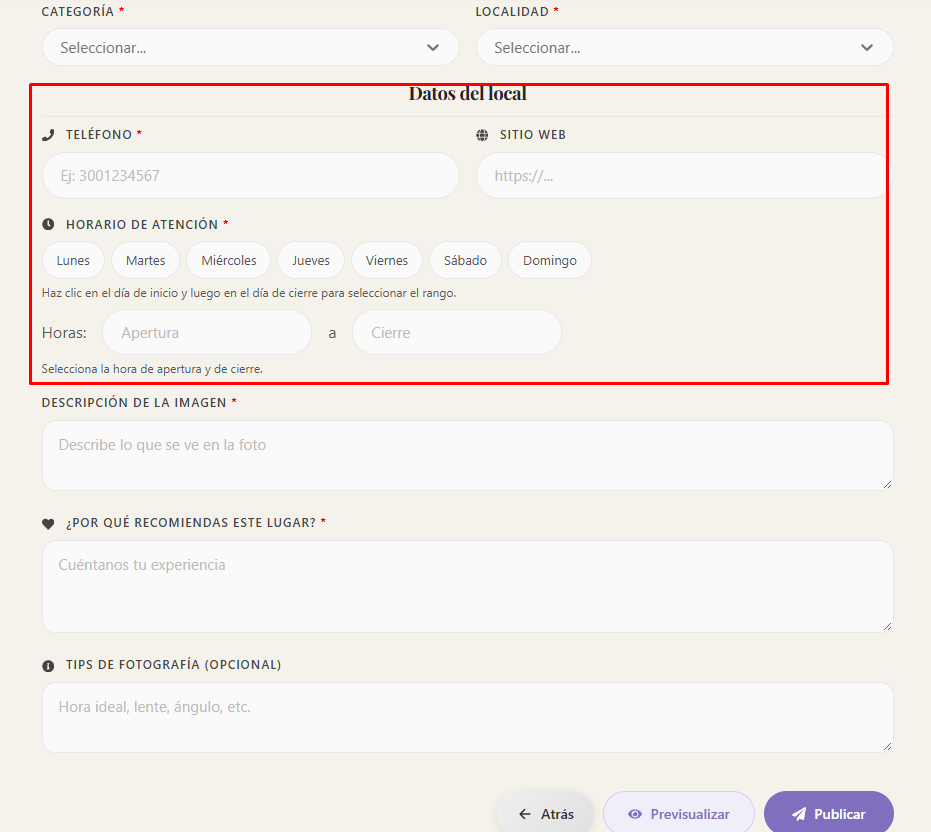 CATEGORÍA * LOCALIDAD *
Seleccionar... Seleccionar...
Datos del local
TELÉFONO * SITIO WEB
Ej: 3001234567 https://...
HORARIO DE ATENCIÓN *
Lunes Martes Miércoles Jueves Viernes Sábado Domingo
Haz clic en el día de inicio y luego en el día de cierre para seleccionar el rango.
Horas: Apertura a Cierre
Selecciona la hora de apertura y de cierre.
DESCRIPCIÓN DE LA IMAGEN *
Describe lo que se ve en la foto
¿POR QUÉ RECOMIENDAS ESTE LUGAR? *
Cuéntanos tu experiencia
TIPS DE FOTOGRAFÍA (OPCIONAL)
Hora ideal, lente, ángulo, etc.
Atrás Previsualizar Publicar